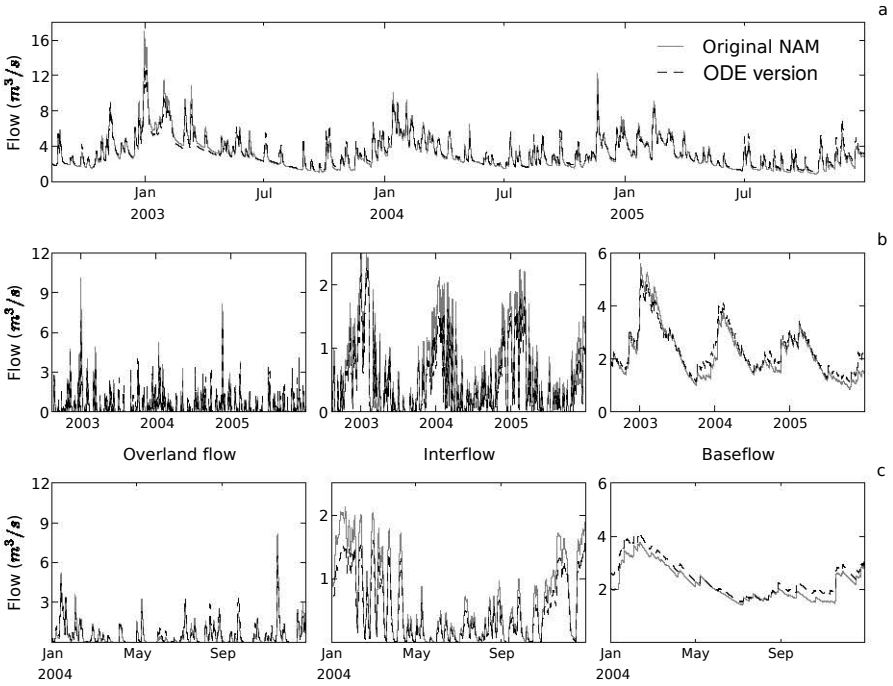 a
Flow (m³/s)
16
12
8
4
0
Original NAM
ODE version
Jan
2003
Jul
Jan
2004
Jul
Jan
2005
Jul
b
Flow (m³/s)
12
9
6
3
0
2003 2004 2005
Overland flow
2
1
0
2003 2004 2005
Interflow
6
4
2
0
2003 2004 2005
Baseflow
c
Flow (m³/s)
12
9
6
3
Jan
2004
May
Sep
2
1
Jan
2004
May
Sep
6
4
2
Jan
2004
May
Sep